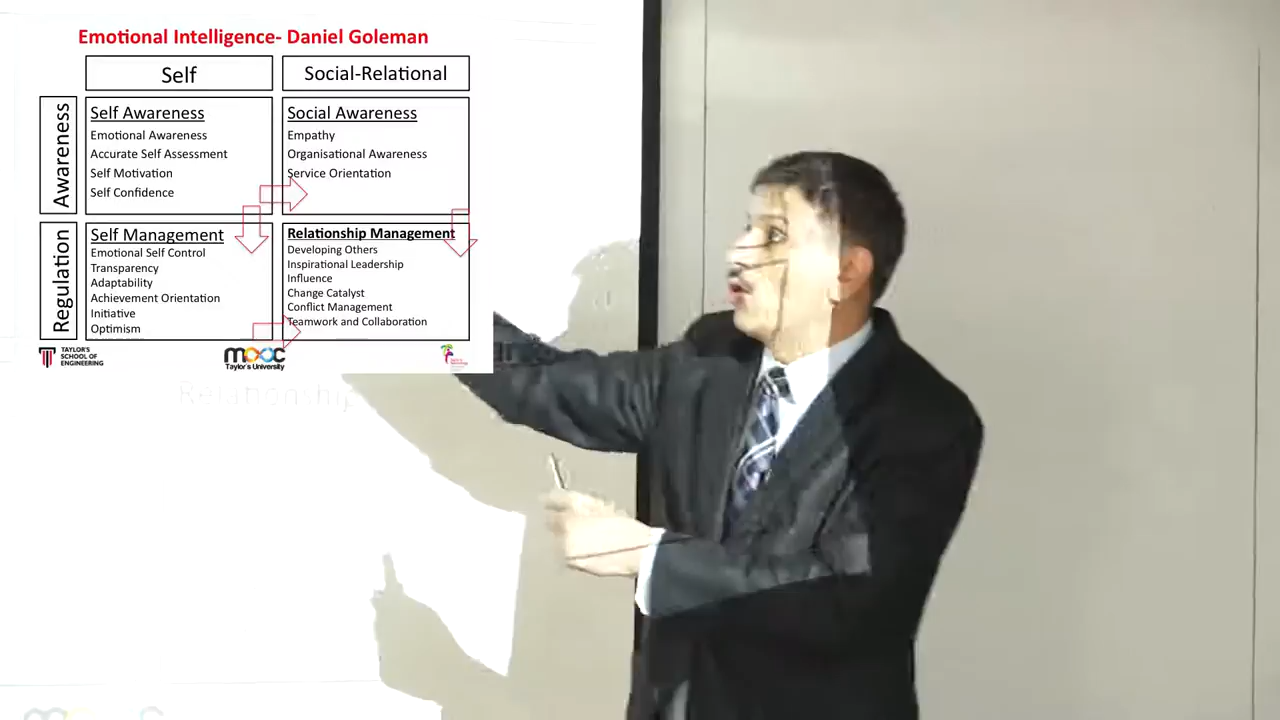 Emotional Intelligence- Daniel Goleman
Self
Social-Relational
Awareness
Self Awareness
Emotional Awareness
Accurate Self Assessment
Self Motivation
Self Confidence
Social Awareness
Empathy
Organisational Awareness
Service Orientation
Regulation
Self Management
Emotional Self Control
Transparency
Adaptability
Achievement Orientation
Initiative
Optimism
Relationship Management
Developing Others
Inspirational Leadership
Influence
Change Catalyst
Conflict Management
Teamwork and Collaboration
TAYLOR'S
SCHOOL OF
ENGINEERING
mooc
Taylor's University
Relationship